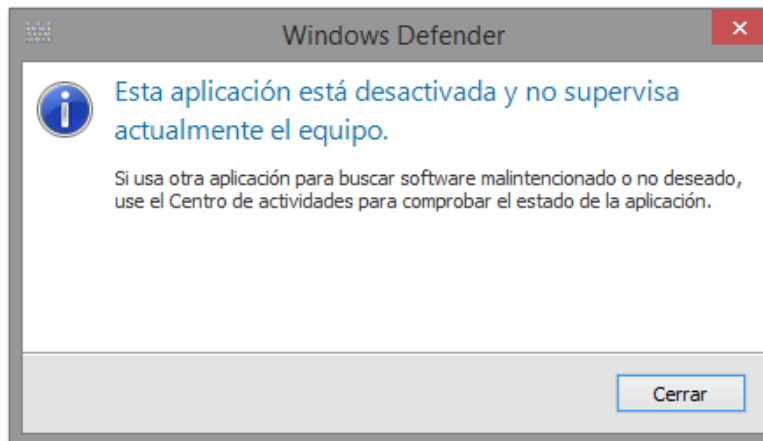 Windows Defender
Esta aplicación está desactivada y no supervisa
actualmente el equipo.
Si usa otra aplicación para buscar software malintencionado o no deseado,
use el Centro de actividades para comprobar el estado de la aplicación.
Cerrar